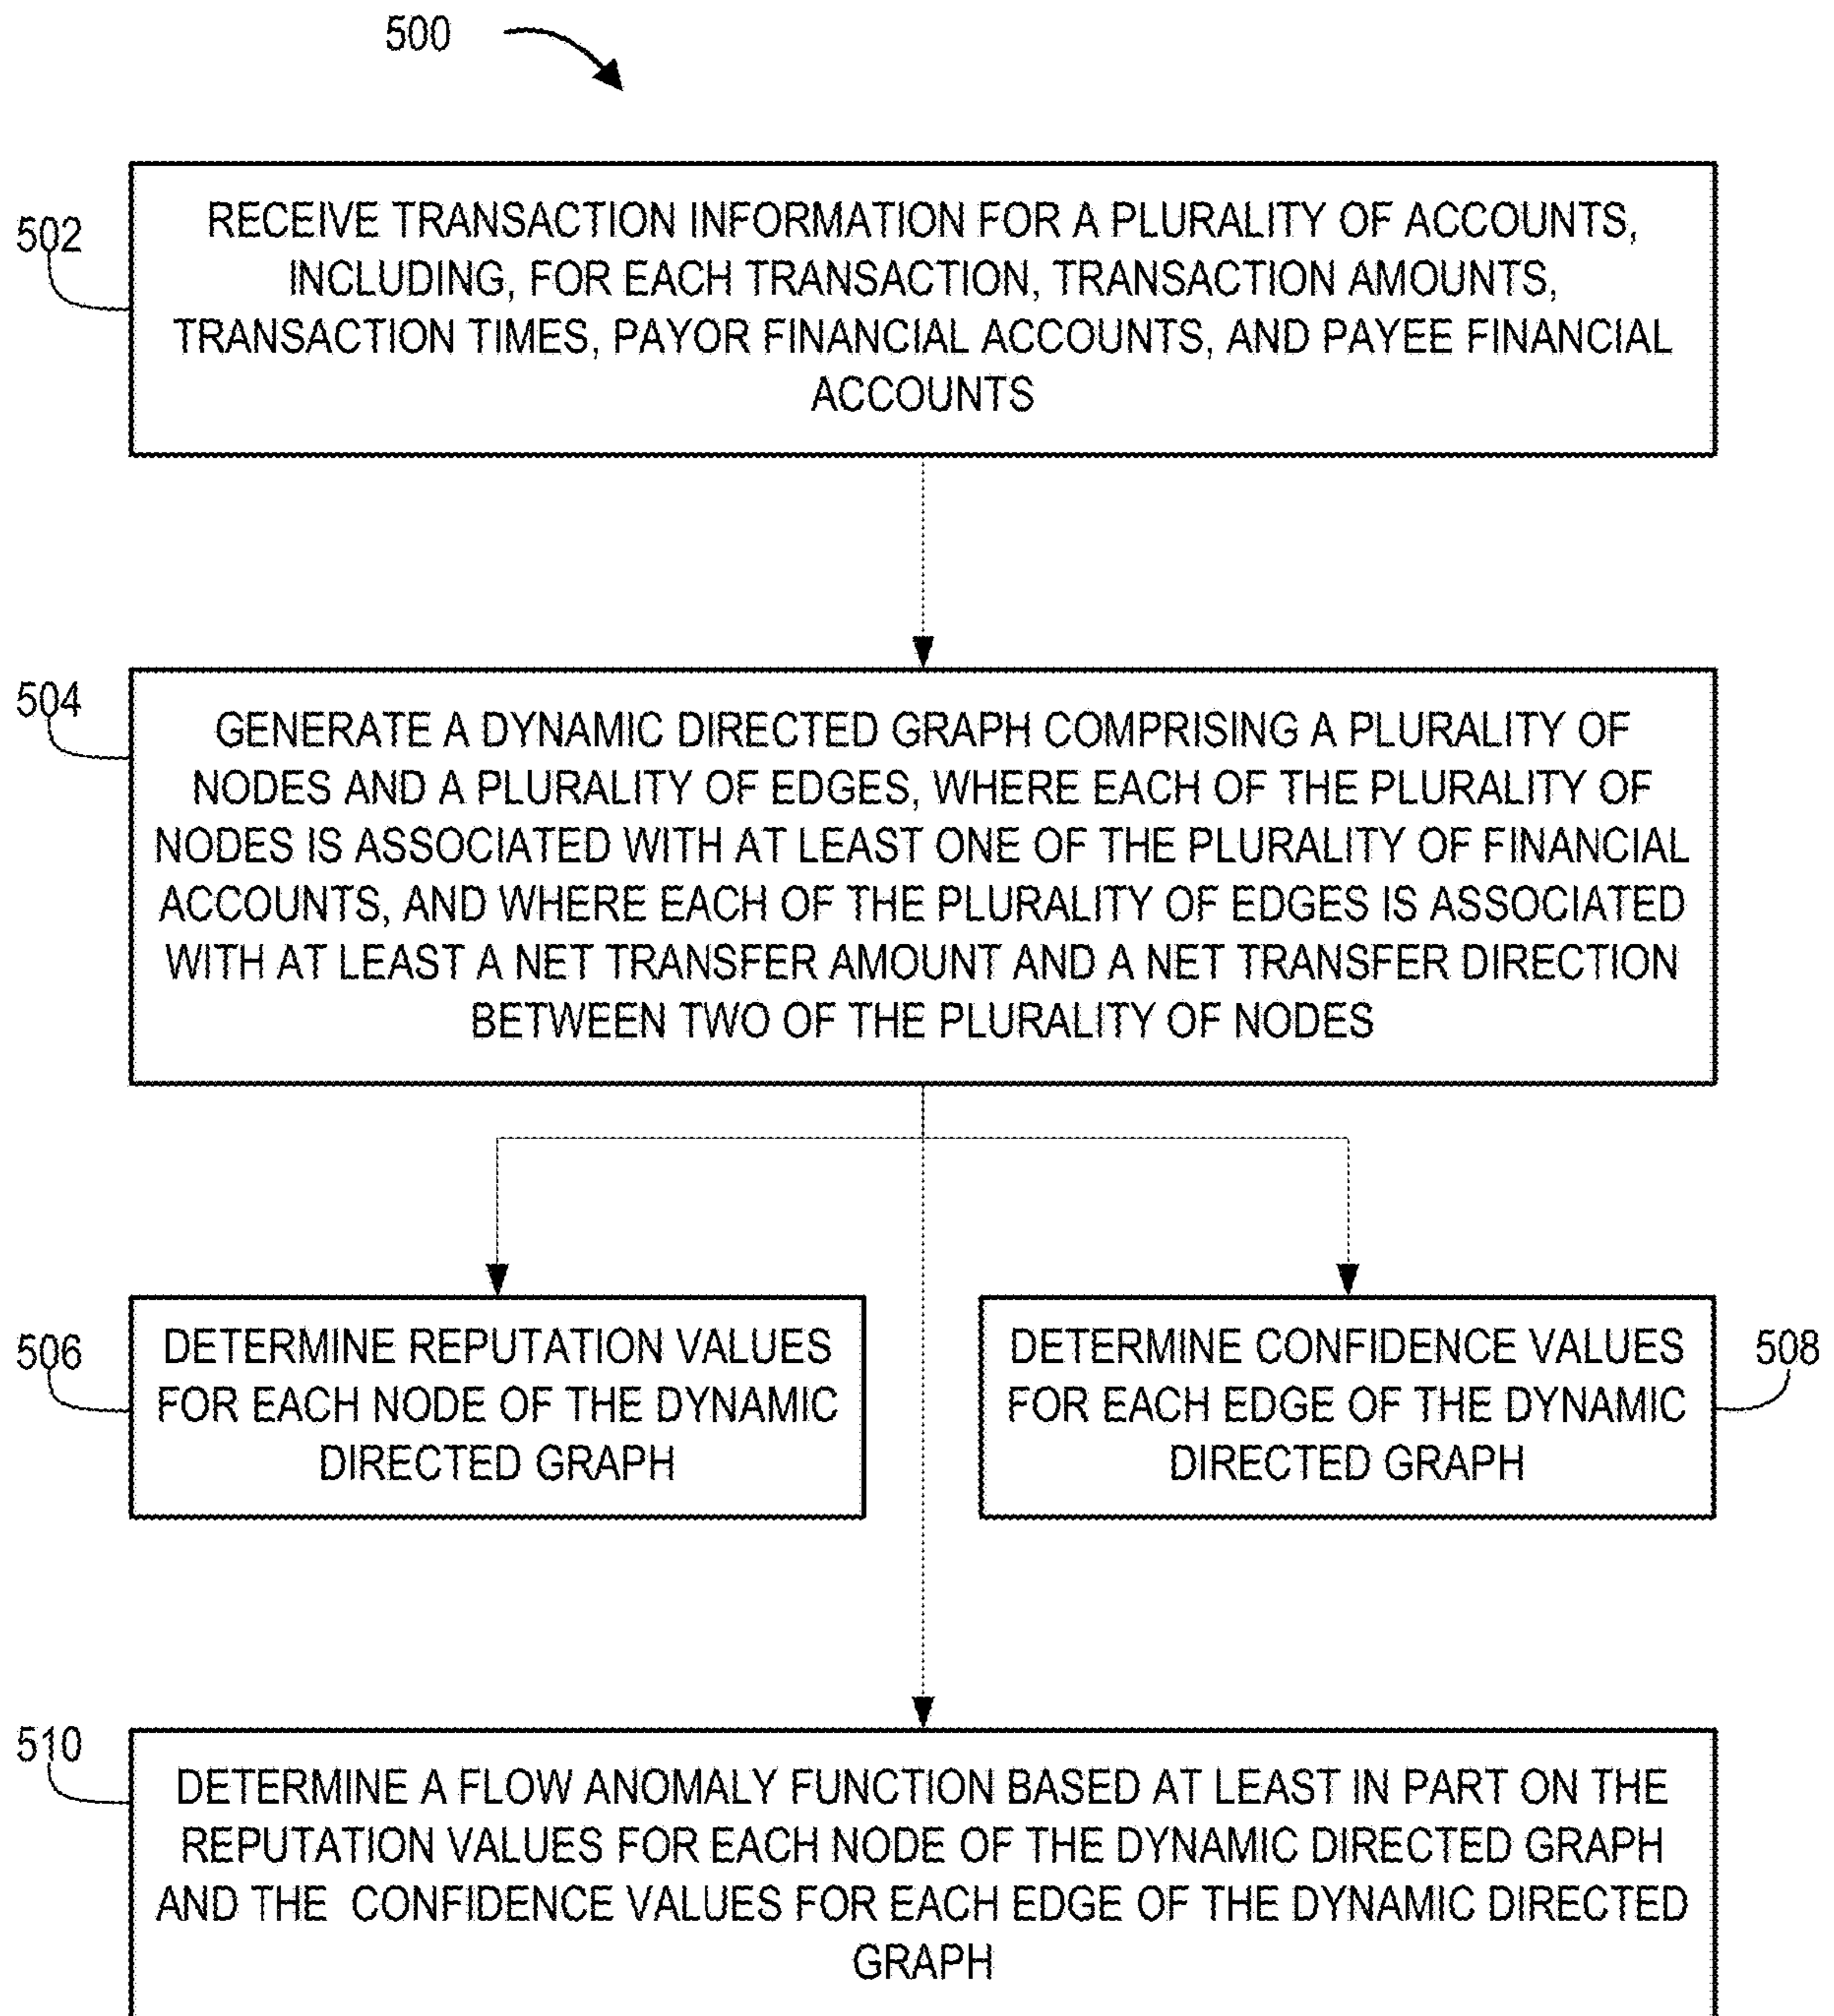 500
502
RECEIVE TRANSACTION INFORMATION FOR A PLURALITY OF ACCOUNTS,
INCLUDING, FOR EACH TRANSACTION, TRANSACTION AMOUNTS,
TRANSACTION TIMES, PAYOR FINANCIAL ACCOUNTS, AND PAYEE FINANCIAL
ACCOUNTS
504
GENERATE A DYNAMIC DIRECTED GRAPH COMPRISING A PLURALITY OF
NODES AND A PLURALITY OF EDGES, WHERE EACH OF THE PLURALITY OF
NODES IS ASSOCIATED WITH AT LEAST ONE OF THE PLURALITY OF FINANCIAL
ACCOUNTS, AND WHERE EACH OF THE PLURALITY OF EDGES IS ASSOCIATED
WITH AT LEAST A NET TRANSFER AMOUNT AND A NET TRANSFER DIRECTION
BETWEEN TWO OF THE PLURALITY OF NODES
506
DETERMINE REPUTATION VALUES
FOR EACH NODE OF THE DYNAMIC
DIRECTED GRAPH
DETERMINE CONFIDENCE VALUES
FOR EACH EDGE OF THE DYNAMIC
DIRECTED GRAPH
508
510
DETERMINE A FLOW ANOMALY FUNCTION BASED AT LEAST IN PART ON THE
REPUTATION VALUES FOR EACH NODE OF THE DYNAMIC DIRECTED GRAPH
AND THE CONFIDENCE VALUES FOR EACH EDGE OF THE DYNAMIC DIRECTED
GRAPH